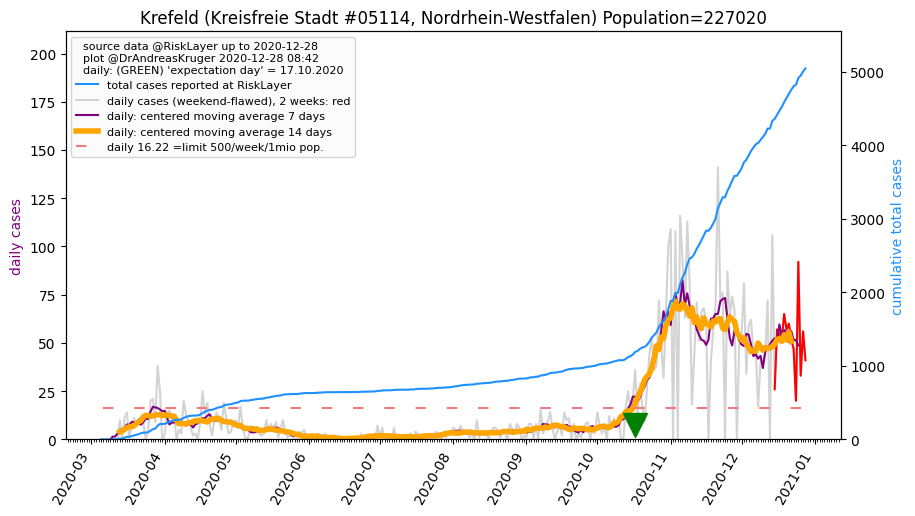 Krefeld (Kreisfreie Stadt #05114, Nordrhein-Westfalen) Population=227020
source data @RiskLayer up to 2020-12-28
plot @DrAndreasKruger 2020-12-28 08:42
daily: (GREEN) 'expectation day' = 17.10.2020
total cases reported at RiskLayer
daily cases (weekend-flawed), 2 weeks: red
daily: centered moving average 7 days
daily: centered moving average 14 days
daily 16.22 =limit 500/week/1mio pop.
daily cases
200
175
150
125
100
75
50
25
0
cumulative total cases
5000
4000
3000
2000
1000
0
2020-03
2020-04
2020-05
2020-06
2020-07
2020-08
2020-09
2020-10
2020-11
2020-12
2021-01